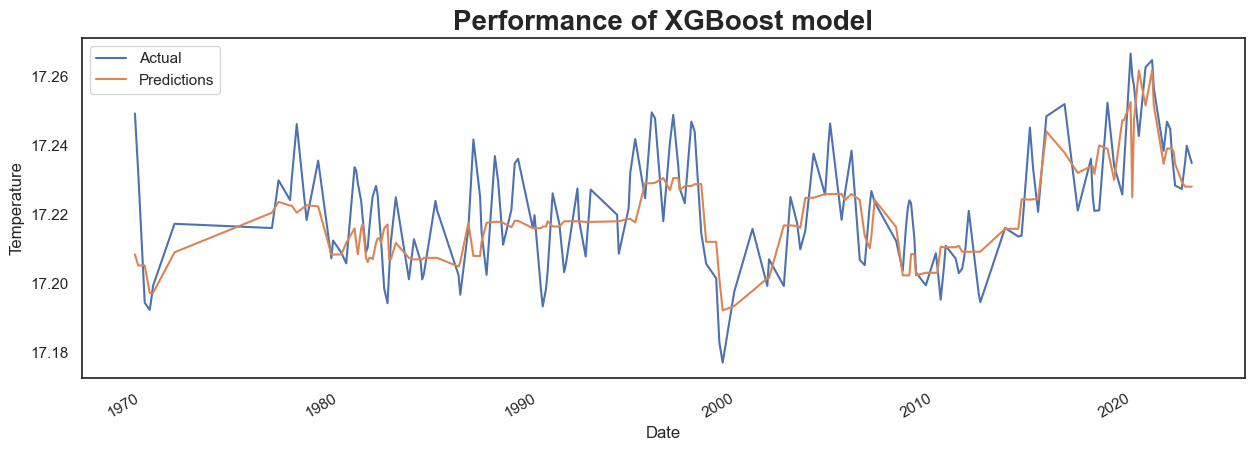 Performance of XGBoost model
Actual
Predictions
17.26
17.24
17.22
17.20
17.18
Temperature
1970
1980
1990
2000
2010
2020
Date